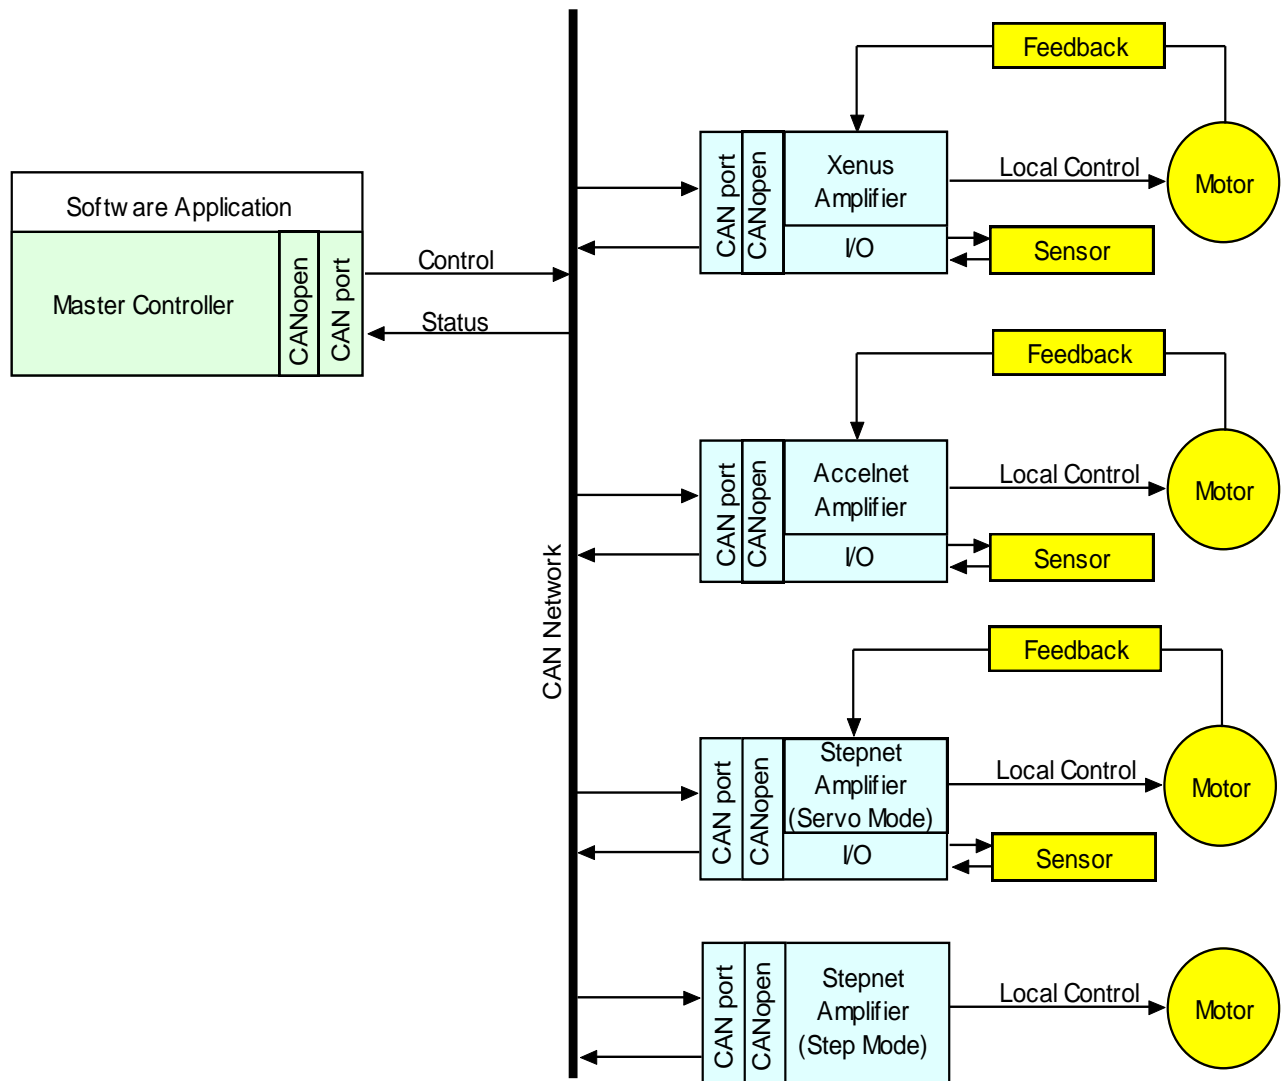 Software Application
Master Controller
CANopen
CAN port
Control
Status
CAN Network
Feedback
CAN port
CANopen
Xenus
Amplifier
I/O
Local Control
Motor
Sensor
Feedback
CAN port
CANopen
Accelnet
Amplifier
I/O
Local Control
Motor
Sensor
Feedback
CAN port
CANopen
Stepnet
Amplifier
(Servo Mode)
I/O
Local Control
Motor
Sensor
CAN port
CANopen
Stepnet
Amplifier
(Step Mode)
Local Control
Motor